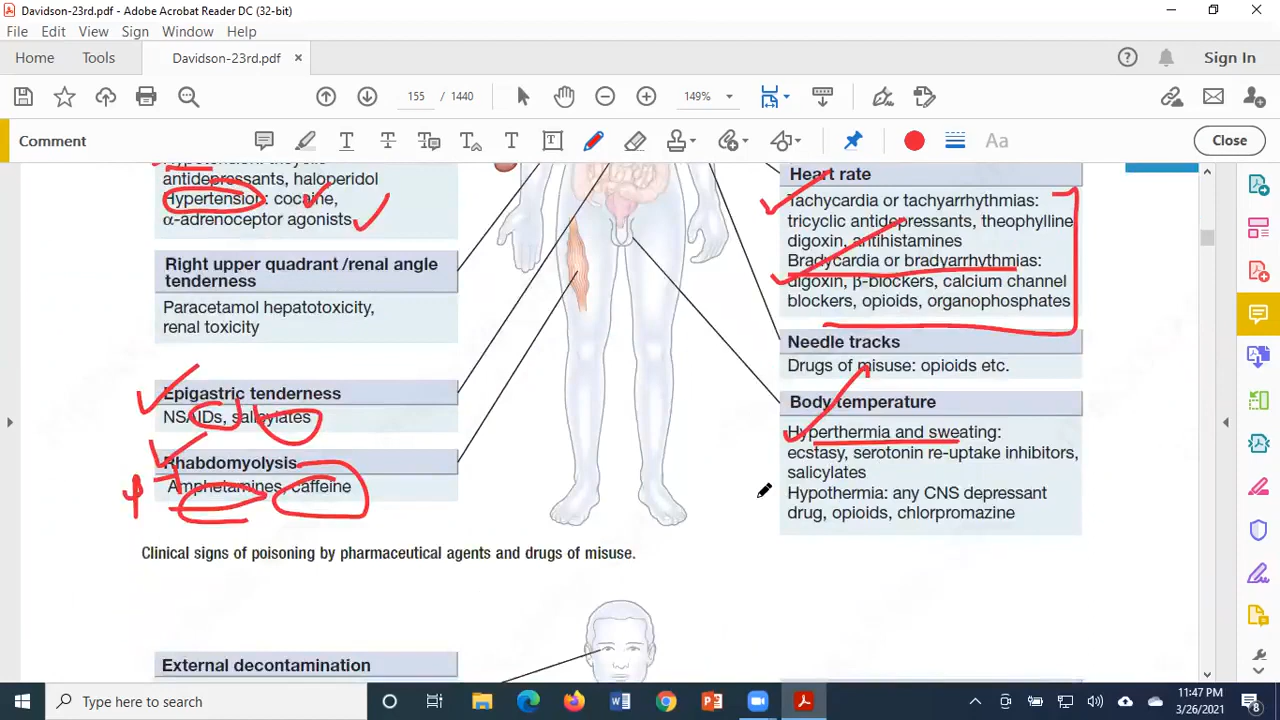 Davidson-23rd.pdf - Adobe Acrobat Reader DC (32-bit)
File Edit View Sign Window Help
Home Tools Davidson-23rd.pdf × Sign In
155 / 1440 149%
Comment Aa Close
antidepressants, haloperidol
Hypertension: cocaine,
α-adrenoceptor agonists
Right upper quadrant /renal angle
tenderness
Paracetamol hepatotoxicity,
renal toxicity
Epigastric tenderness
NSAIDs, salicylates
Rhabdomyolysis
Amphetamines, caffeine
Heart rate
Tachycardia or tachyarrhythmias:
tricyclic antidepressants, theophylline
digoxin, antihistamines
Bradycardia or bradyarrhythmias:
digoxin, β-blockers, calcium channel
blockers, opioids, organophosphates
Needle tracks
Drugs of misuse: opioids etc.
Body temperature
Hyperthermia and sweating:
ecstasy, serotonin re-uptake inhibitors,
salicylates
Hypothermia: any CNS depressant
drug, opioids, chlorpromazine
Clinical signs of poisoning by pharmaceutical agents and drugs of misuse.
External decontamination
Type here to search
11:47 PM
3/26/2021
8